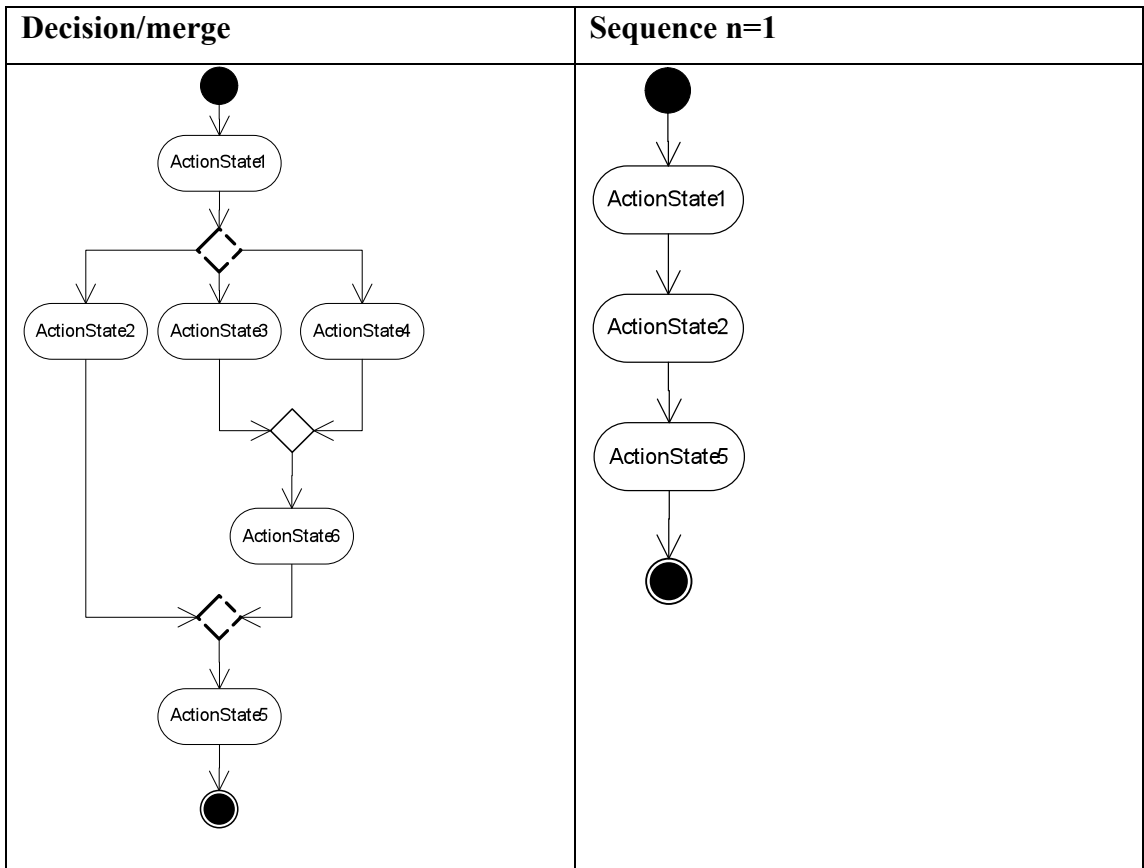 Decision/merge
Sequence n=1
ActionState1
ActionState2
ActionState3
ActionState4
ActionState6
ActionState5
ActionState1
ActionState2
ActionState5